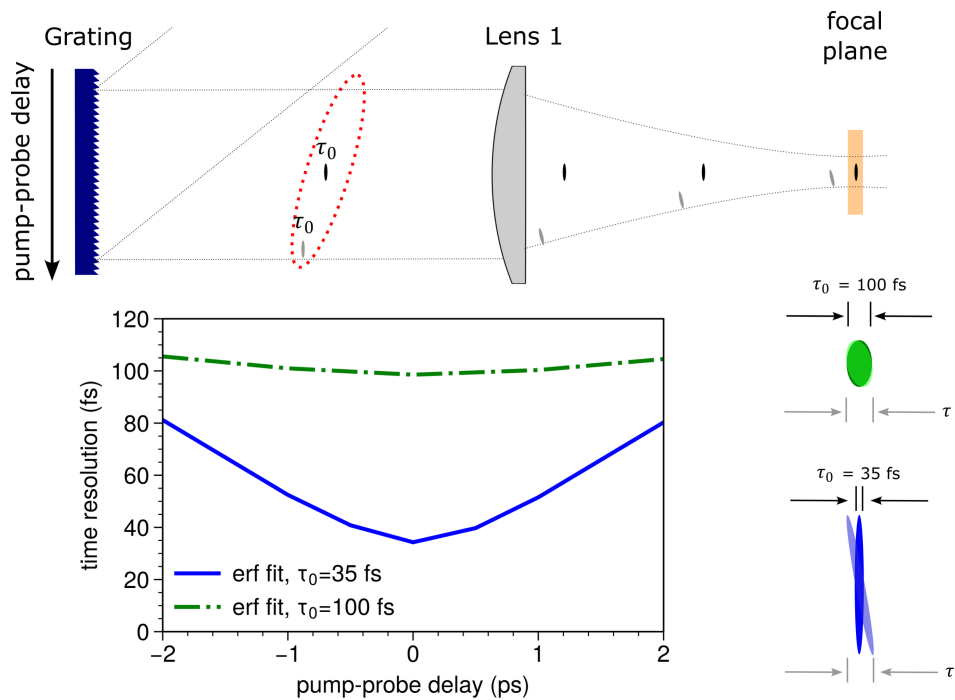 Grating
Lens 1
focal
plane
pump-probe delay
τ₀
τ₀
τ₀ = 100 fs
τ
τ₀ = 35 fs
τ
120
100
80
60
40
20
0
time resolution (fs)
erf fit, τ₀=35 fs
erf fit, τ₀=100 fs
−2
−1
0
1
2
pump-probe delay (ps)